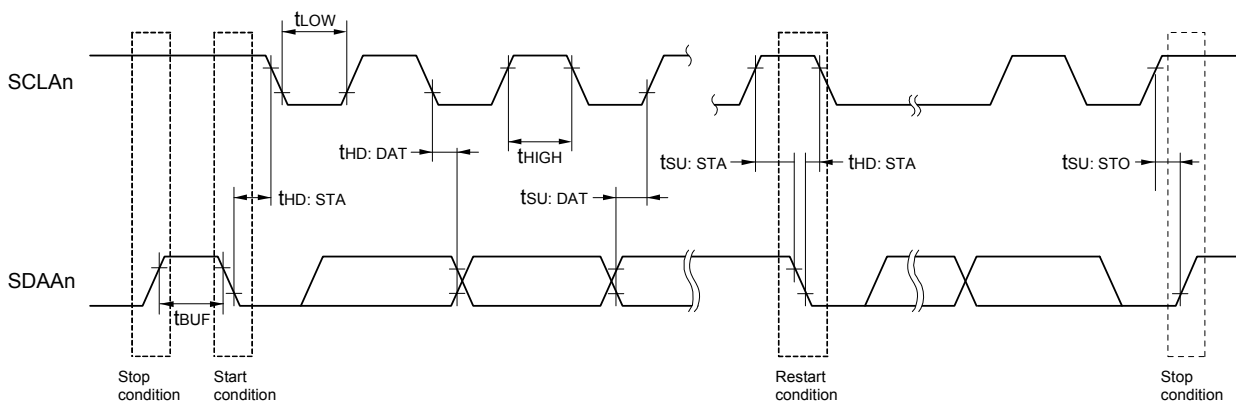 tLOW
SCLAn
tHD: DAT
tHIGH
tSU: STA
tHD: STA
tSU: STO
tHD: STA
tSU: DAT
SDAAn
tBUF
Stop
condition
Start
condition
Restart
condition
Stop
condition